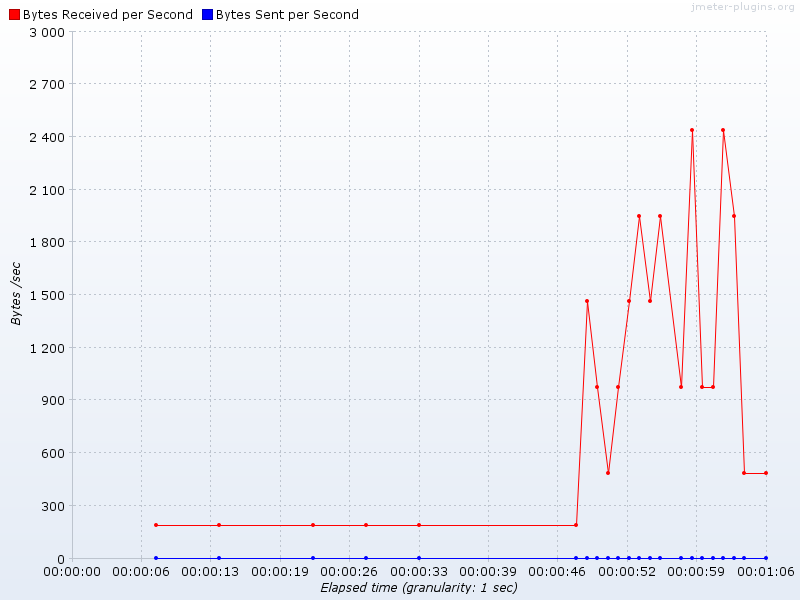 jmeter-plugins.org
Bytes Received per Second Bytes Sent per Second
3 000
2 700
2 400
2 100
1 800
1 500
1 200
900
600
300
0
Bytes /sec
00:00:00 00:00:06 00:00:13 00:00:19 00:00:26 00:00:33 00:00:39 00:00:46 00:00:52 00:00:59 00:01:06
Elapsed time (granularity: 1 sec)